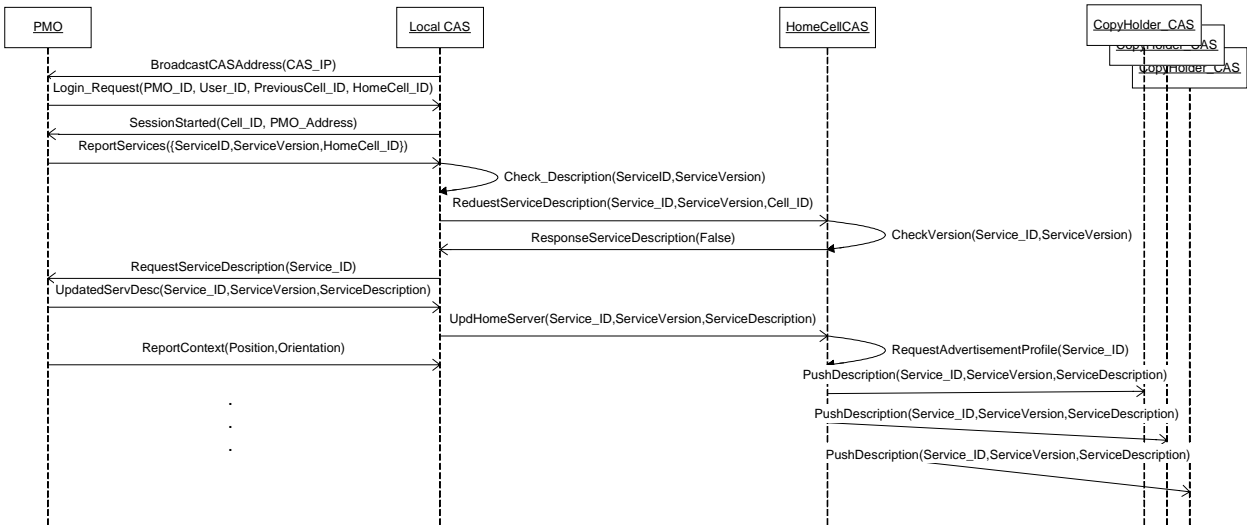 PMO
Local CAS
HomeCellCAS
CopyHolder_CAS
CopyHolder_CAS
CopyHolder_CAS
BroadcastCASAddress(CAS_IP)
Login_Request(PMO_ID, User_ID, PreviousCell_ID, HomeCell_ID)
SessionStarted(Cell_ID, PMO_Address)
ReportServices({ServiceID,ServiceVersion,HomeCell_ID})
Check_Description(ServiceID,ServiceVersion)
ReduestServiceDescription(Service_ID,ServiceVersion,Cell_ID)
CheckVersion(Service_ID,ServiceVersion)
ResponseServiceDescription(False)
RequestServiceDescription(Service_ID)
UpdatedServDesc(Service_ID,ServiceVersion,ServiceDescription)
UpdHomeServer(Service_ID,ServiceVersion,ServiceDescription)
ReportContext(Position,Orientation)
RequestAdvertisementProfile(Service_ID)
PushDescription(Service_ID,ServiceVersion,ServiceDescription)
.
PushDescription(Service_ID,ServiceVersion,ServiceDescription)
.
.
PushDescription(Service_ID,ServiceVersion,ServiceDescription)